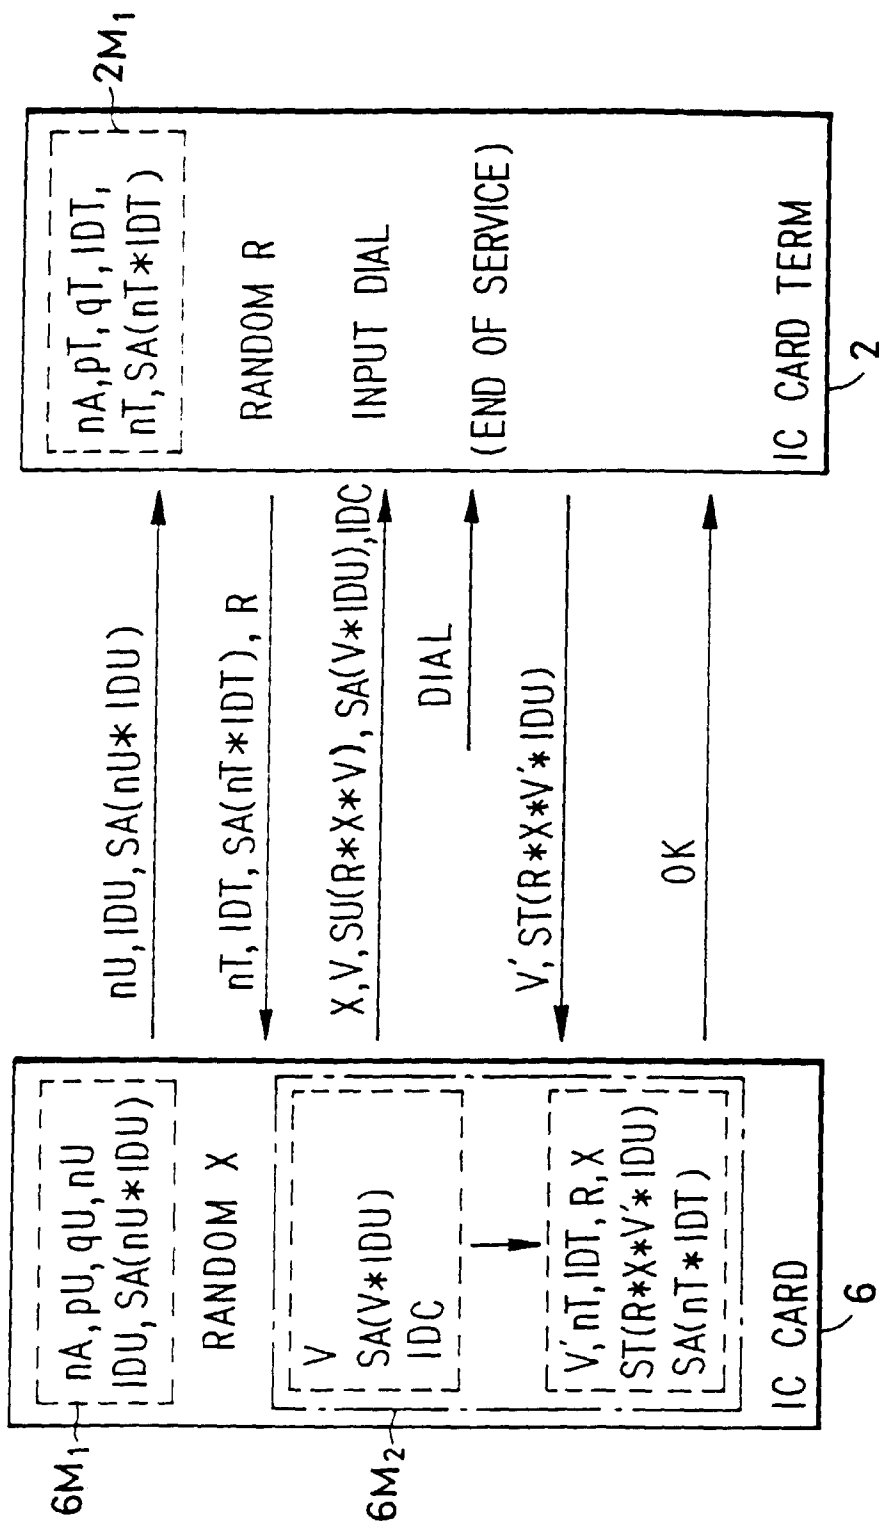 6M₁
nA, pU, qU, nU
IDU, SA(nU*IDU)
RANDOM X
6M₂
V
SA(V*IDU)
IDC
V', nT, IDT, R, X
ST(R*X*V'*IDU)
SA(nT*IDT)
IC CARD
6
nU, IDU, SA(nU*IDU)
nT, IDT, SA(nT*IDT), R
X, V, SU(R*X*V), SA(V*IDU), IDC
DIAL
V', ST(R*X*V'*IDU)
OK
2M₁
nA, pT, qT, IDT,
nT, SA(nT*IDT)
RANDOM R
INPUT DIAL
(END OF SERVICE)
IC CARD TERM
2